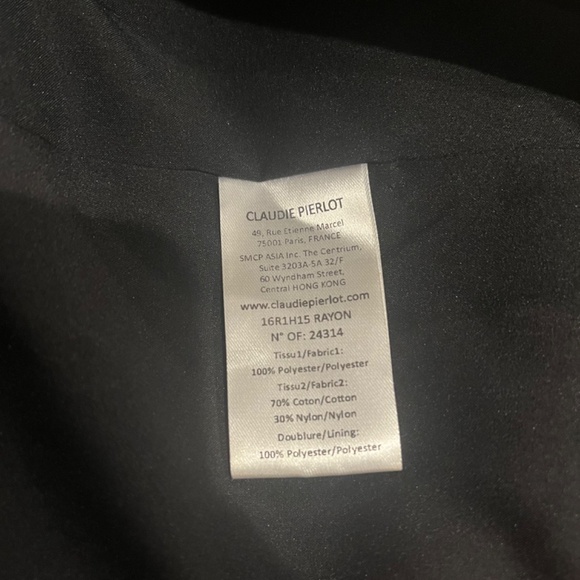 CLAUDIE PIERLOT
49, Rue Etienne Marcel
75001 Paris, FRANCE
SMCP ASIA Inc. The Centrium,
Suite 3203A-5A 32/F
60 Wyndham Street,
Central HONG KONG
www.claudiepierlot.com
16R1H15 RAYON
N° OF: 24314
Tissu1/Fabric1:
100% Polyester/Polyester
Tissu2/Fabric2:
70% Coton/Cotton
30% Nylon/Nylon
Doublure/Lining:
100% Polyester/Polyester